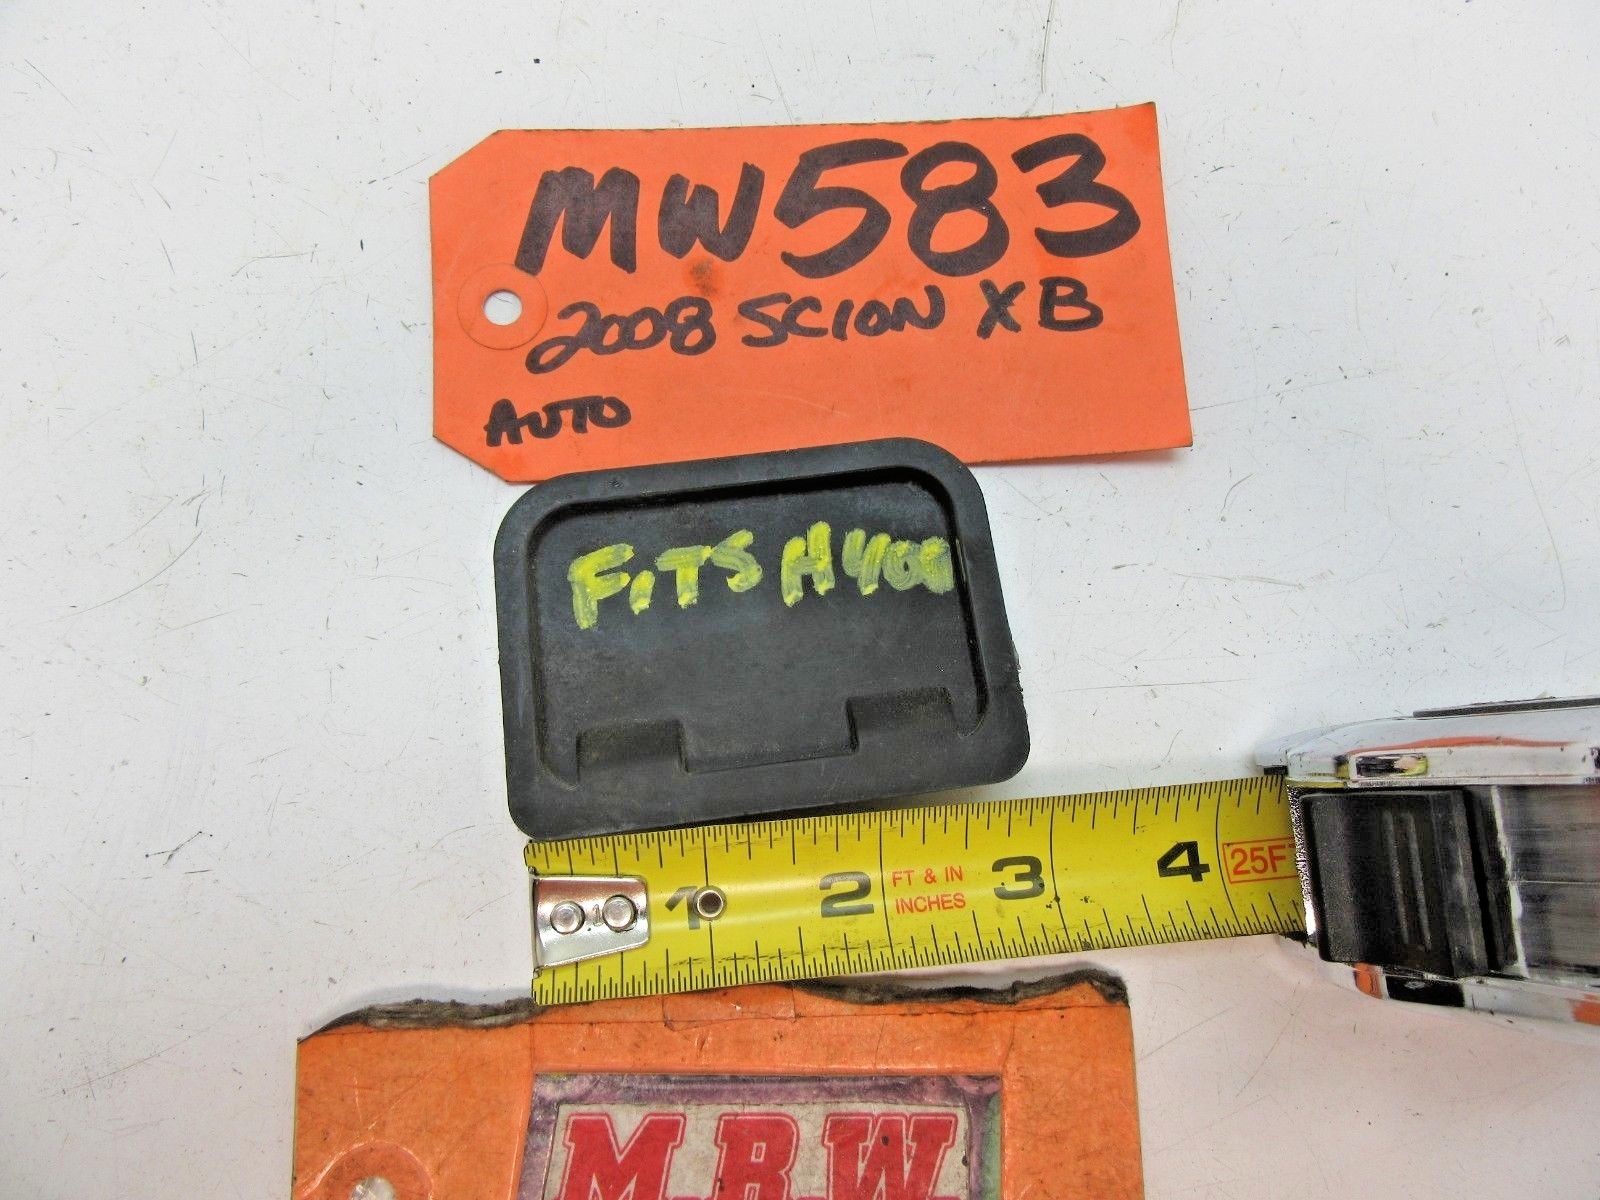 MW583
2008 SCION XB
AUTO
FITS H400
1 2 FT & IN INCHES 3 4 25F
M.R.W.